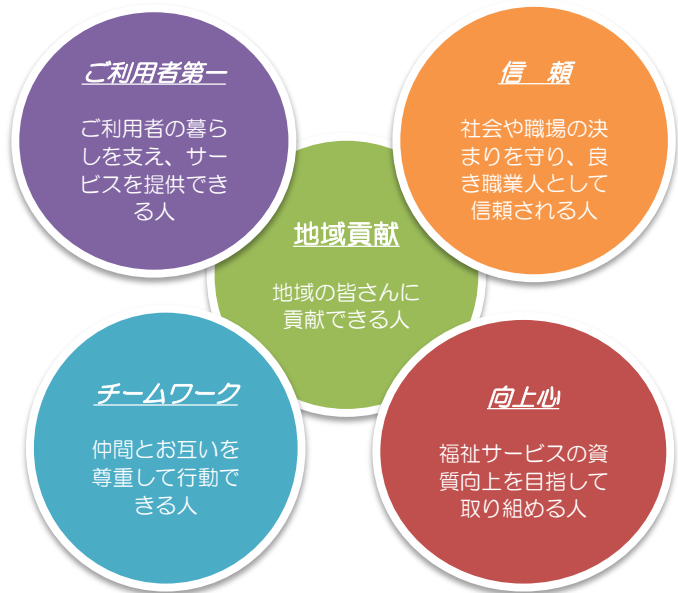 ご利用者第一
ご利用者の暮ら
しを支え、サー
ビスを提供でき
る人
信　頼
社会や職場の決
まりを守り、良
き職業人として
信頼される人
地域貢献
地域の皆さんに
貢献できる人
チームワーク
仲間とお互いを
尊重して行動で
きる人
向上心
福祉サービスの資
質向上を目指して
取り組める人